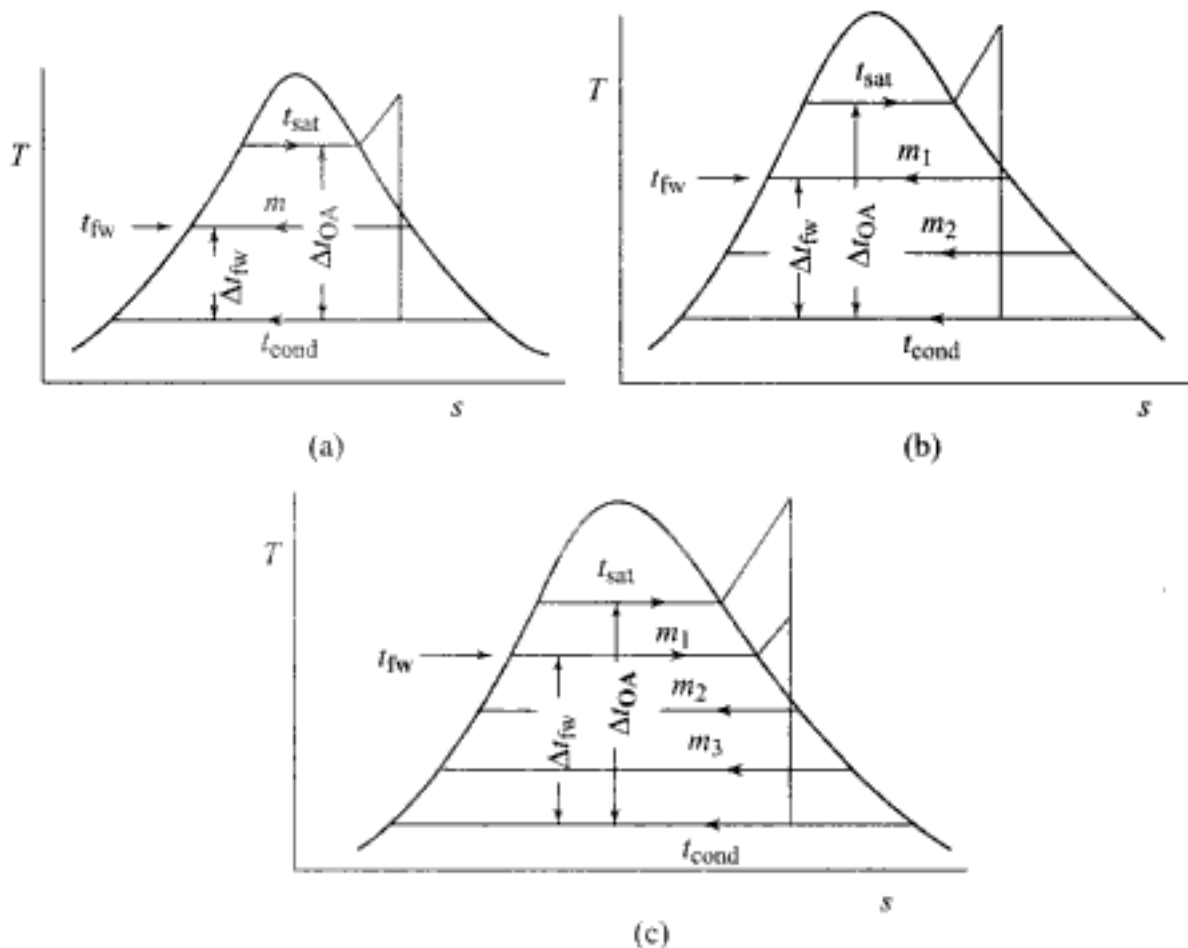 T
t_sat
t_fw
m
Δt_fw
Δt_OA
t_cond
s
(a)
T
t_sat
t_fw
m_1
m_2
Δt_fw
Δt_OA
t_cond
s
(b)
T
t_sat
t_fw
m_1
m_2
m_3
Δt_fw
Δt_OA
t_cond
s
(c)